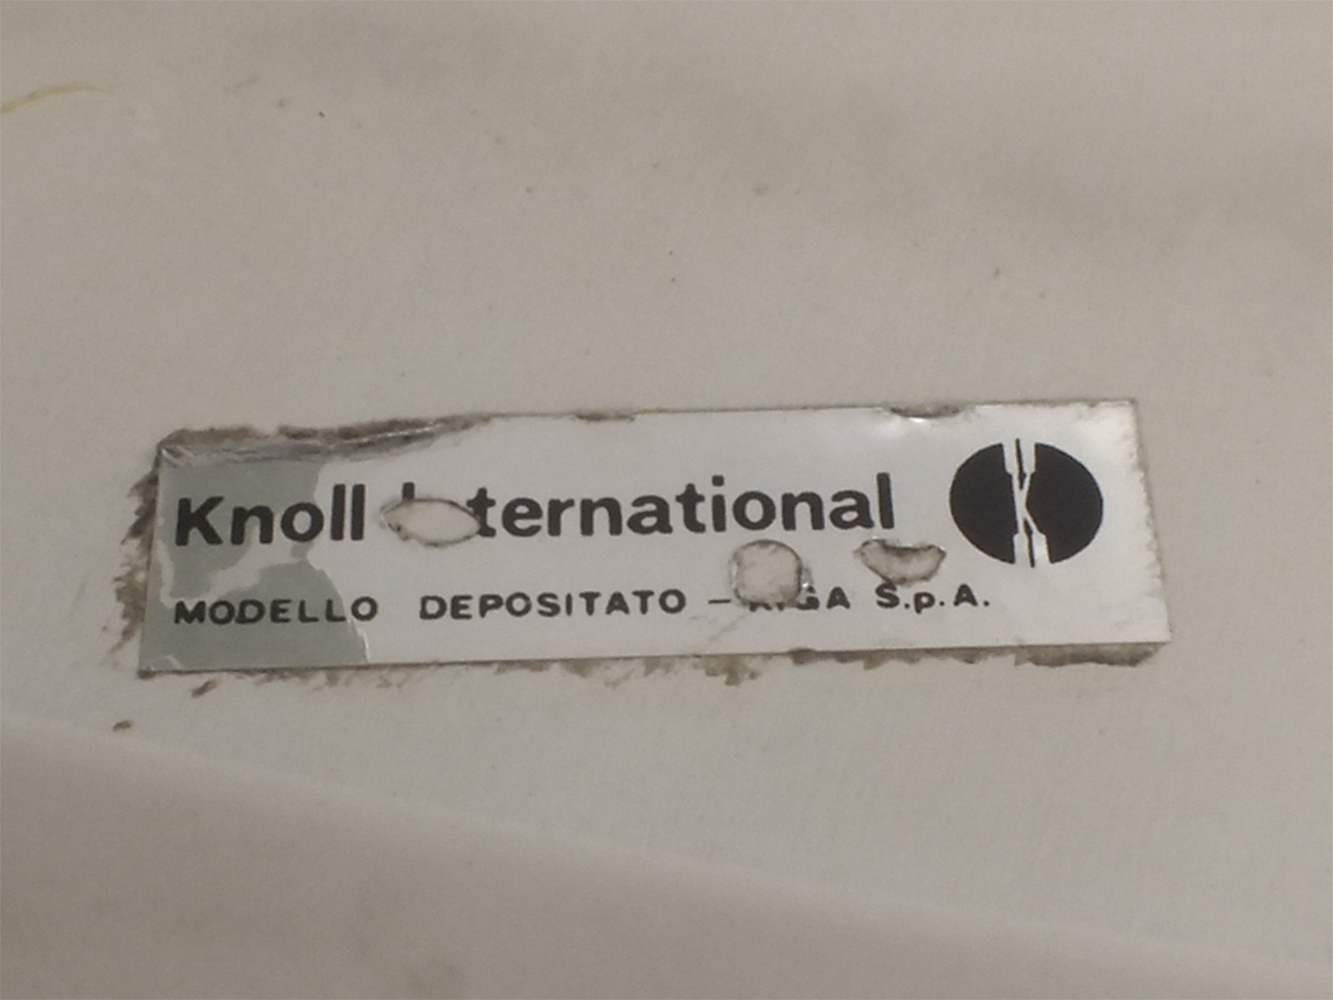 Knoll International
MODELLO DEPOSITATO - S.p.A.